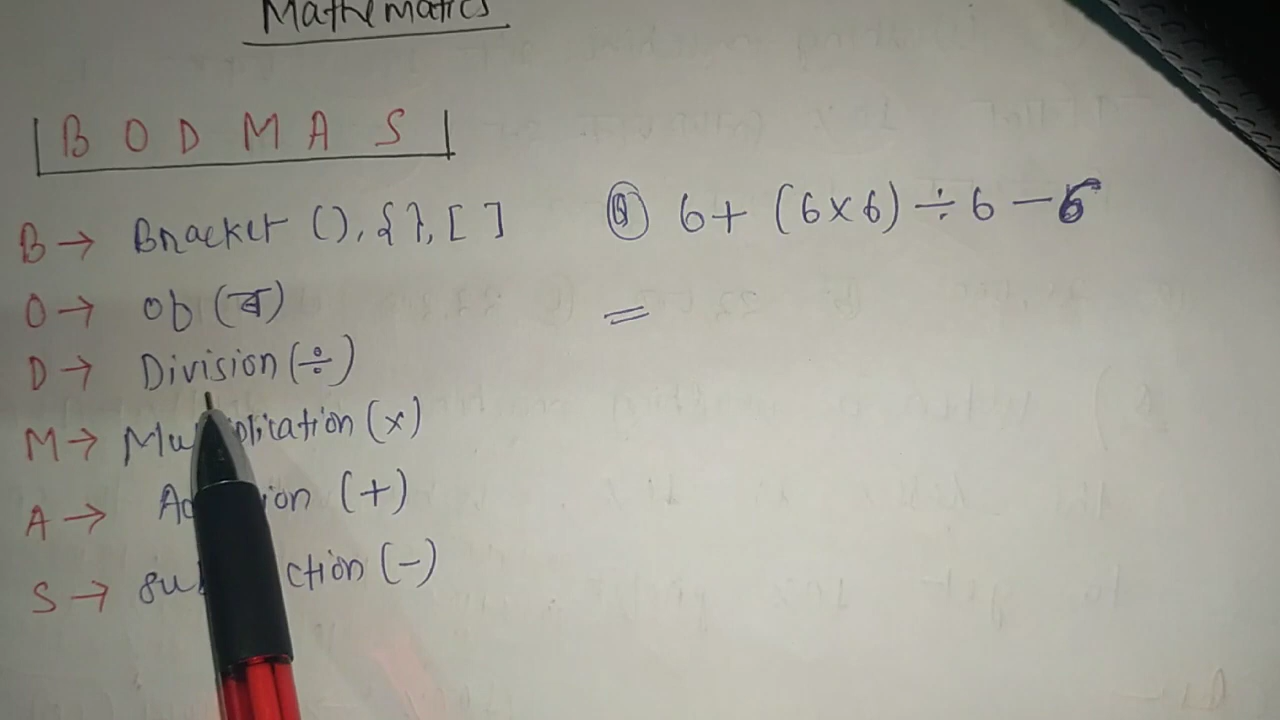 Mathematics
B O D M A S
B → Bracket (), { }, [ ]
O → Of (র)
D → Division (÷)
M → (x)
A → (+)
S → (-)
Q 6+ (6×6) ÷ 6 - 6
=